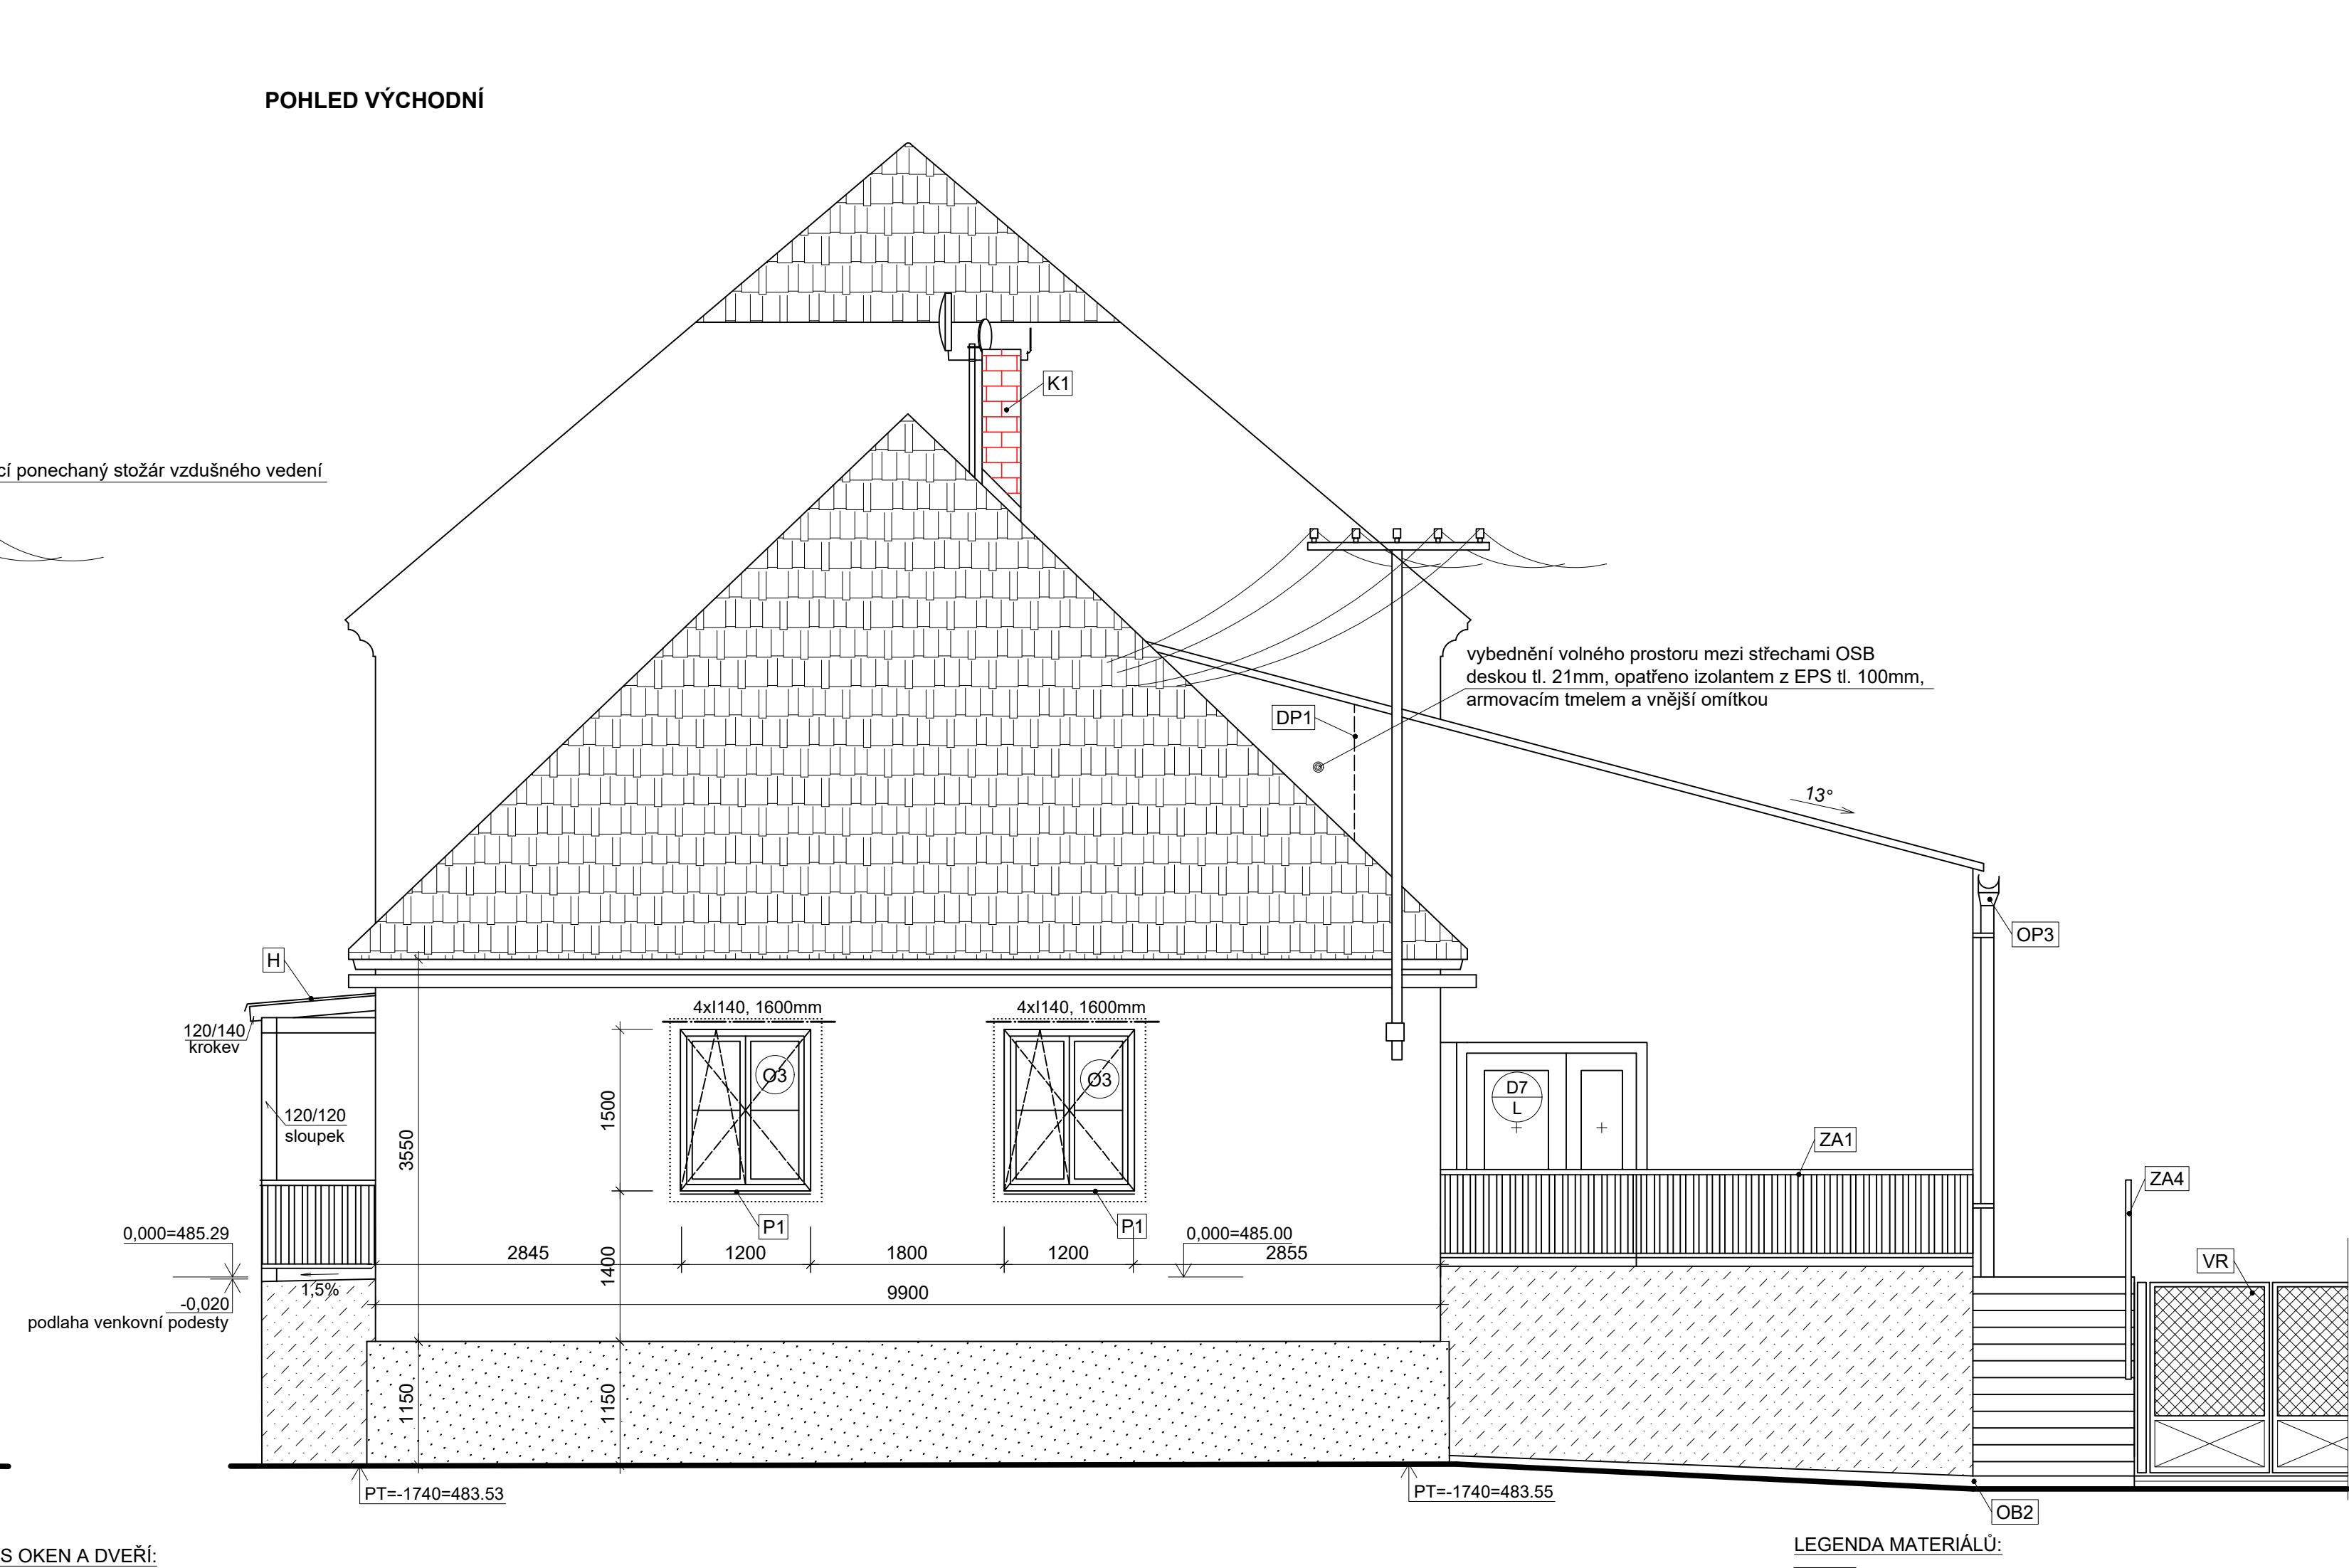 POHLED VÝCHODNÍ
K1
cí ponechaný stožár vzdušného vedení
vybednění volného prostoru mezi střechami OSB
deskou tl. 21mm, opatřeno izolantem z EPS tl. 100mm,
armovacím tmelem a vnější omítkou
DP1
13°
OP3
H
4xI140, 1600mm
4xI140, 1600mm
120/140
krokev
O3
O3
D7
L
120/120
sloupek
1500
3550
ZA1
ZA4
P1
P1
0,000=485.29
0,000=485.00
2845
1200
1800
1200
2855
1400
VR
1,5%
9900
-0,020
podlaha venkovní podesty
1150
1150
PT=-1740=483.53
PT=-1740=483.55
OB2
S OKEN A DVEŘÍ:
LEGENDA MATERIÁLŮ: